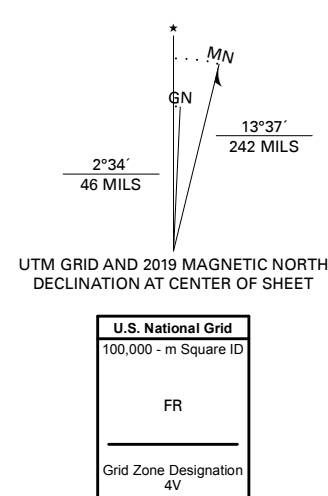 ★
MN
GN
13°37´
242 MILS
2°34´
46 MILS
UTM GRID AND 2019 MAGNETIC NORTH
DECLINATION AT CENTER OF SHEET
U.S. National Grid
100,000 - m Square ID
FR
Grid Zone Designation
4V